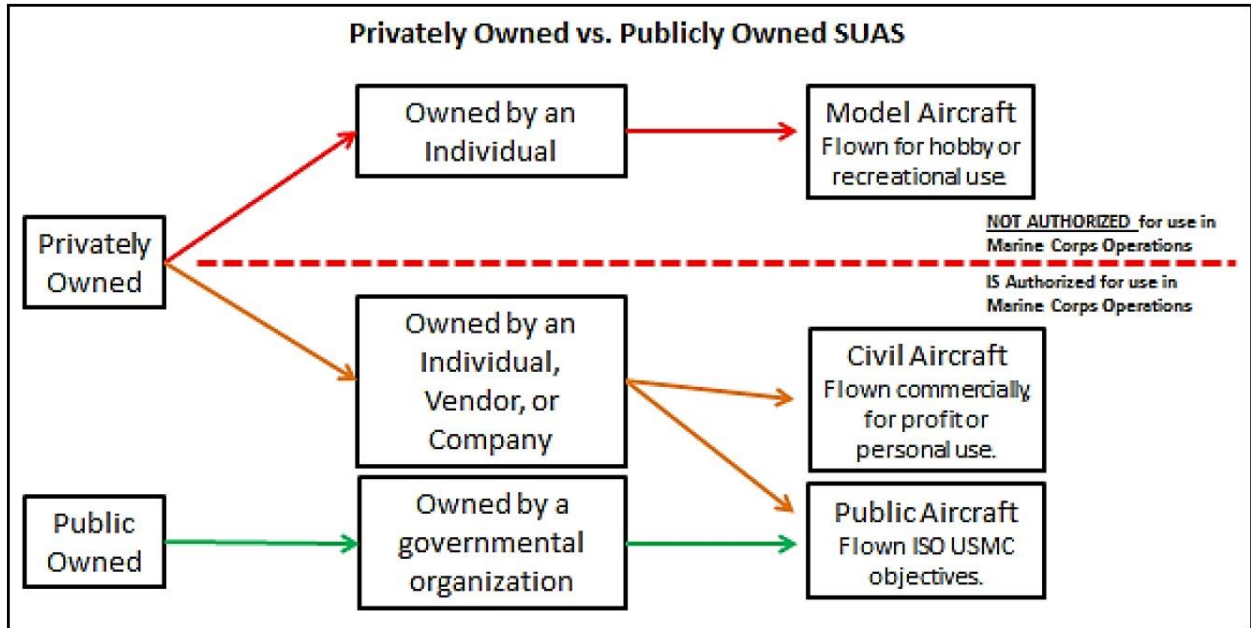 Privately Owned vs. Publicly Owned SUAS
Owned by an
Individual
Model Aircraft
Flown for hobby or
recreational use.
Privately
Owned
NOT AUTHORIZED for use in
Marine Corps Operations
IS Authorized for use in
Marine Corps Operations
Owned by an
Individual,
Vendor, or
Company
Civil Aircraft
Flown commercially,
for profit or
personal use.
Public
Owned
Owned by a
governmental
organization
Public Aircraft
Flown ISO USMC
objectives.